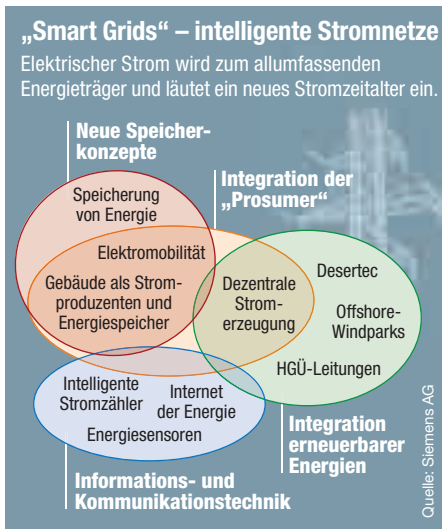 „Smart Grids“ – intelligente Stromnetze
Elektrischer Strom wird zum allumfassenden
Energieträger und läutet ein neues Stromzeitalter ein.
Neue Speicher-
konzepte
Integration der
„Prosumer“
Speicherung
von Energie
Elektromobilität
Gebäude als Strom-
produzenten und
Energiespeicher
Dezentrale
Strom-
erzeugung
Desertec
Offshore-
Windparks
HGÜ-Leitungen
Intelligente
Stromzähler
Internet
der Energie
Energiesensoren
Integration
erneuerbarer
Energien
Informations- und
Kommunikationstechnik
Quelle: Siemens AG